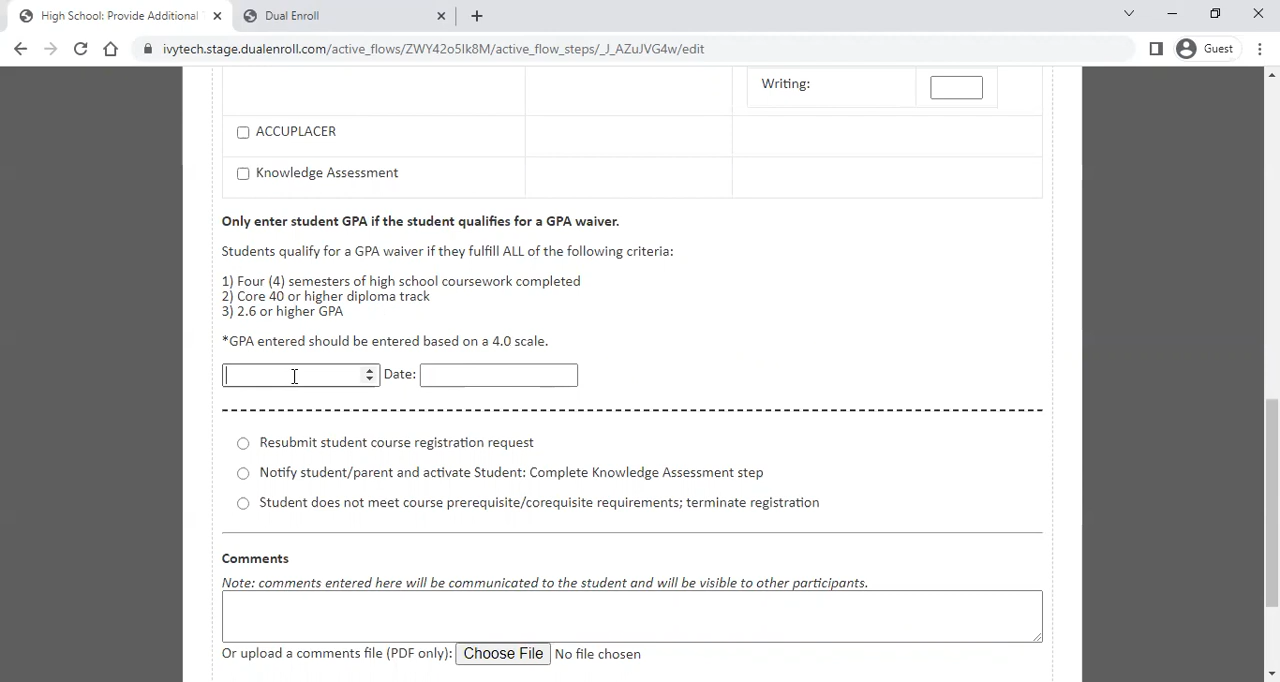 High School: Provide Additional
Dual Enroll
ivytech.stage.dualenroll.com/active_flows/ZWY42o5Ik8M/active_flow_steps/_J_AZuJVG4w/edit
Guest
Writing:
ACCUPLACER
Knowledge Assessment
Only enter student GPA if the student qualifies for a GPA waiver.
Students qualify for a GPA waiver if they fulfill ALL of the following criteria:
1) Four (4) semesters of high school coursework completed
2) Core 40 or higher diploma track
3) 2.6 or higher GPA
*GPA entered should be entered based on a 4.0 scale.
Date:
Resubmit student course registration request
Notify student/parent and activate Student: Complete Knowledge Assessment step
Student does not meet course prerequisite/corequisite requirements; terminate registration
Comments
Note: comments entered here will be communicated to the student and will be visible to other participants.
Or upload a comments file (PDF only): Choose File No file chosen